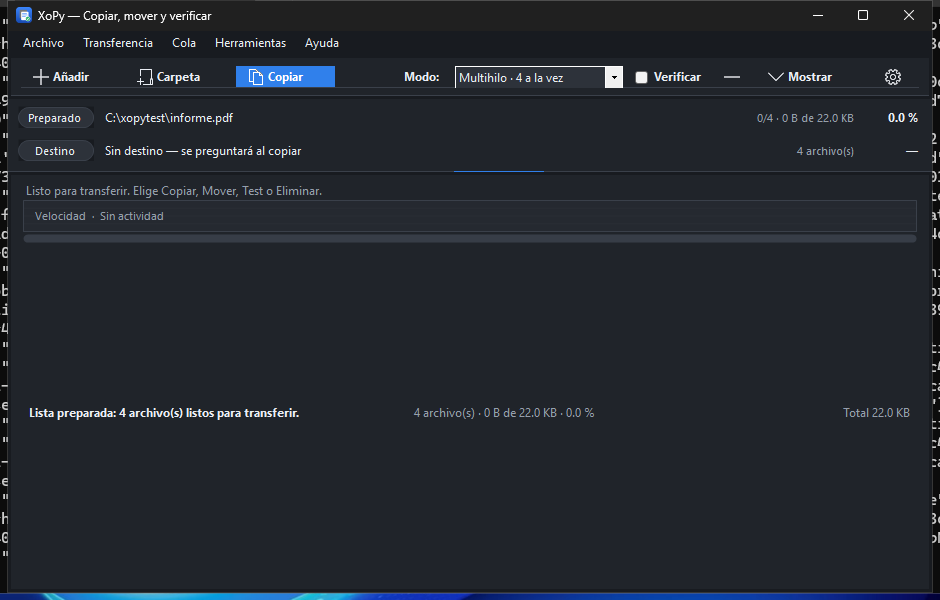 XoPy — Copiar, mover y verificar
Archivo Transferencia Cola Herramientas Ayuda
Añadir Carpeta Copiar Modo: Multihilo · 4 a la vez Verificar — Mostrar
Preparado C:\xopytest\informe.pdf 0/4 · 0 B de 22.0 KB 0.0 %
Destino Sin destino — se preguntará al copiar 4 archivo(s) —
Listo para transferir. Elige Copiar, Mover, Test o Eliminar.
Velocidad · Sin actividad
Lista preparada: 4 archivo(s) listos para transferir. 4 archivo(s) · 0 B de 22.0 KB · 0.0 % Total 22.0 KB